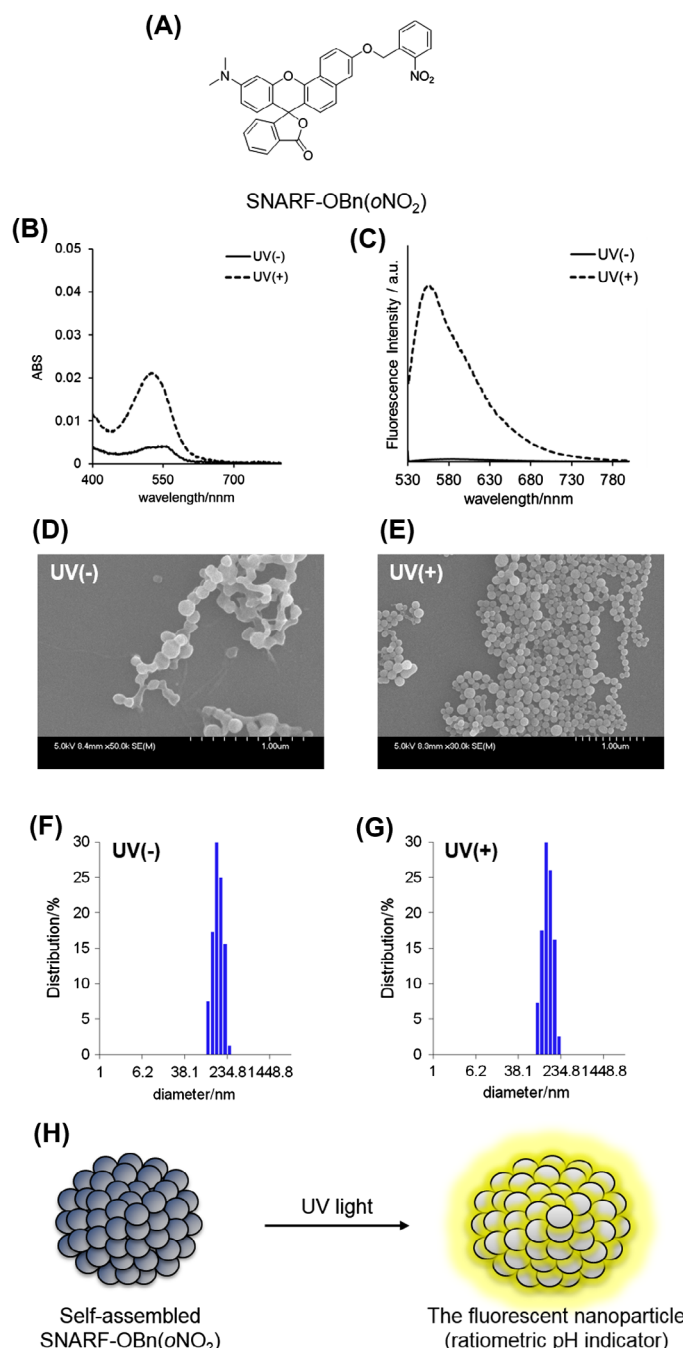 (A)
O
NO2
N
O
O
O
SNARF-OBn(oNO2)
(B)
0.05
0.04
0.03
0.02
0.01
0
ABS
UV(-)
UV(+)
400 550 700
wavelength/nnm
(C)
Fluorescence Intensity / a.u.
UV(-)
UV(+)
530 580 630 680 730 780
wavelength/nnm
(D)
UV(-)
5.0kV 8.4mm x50.0k SE(M) 1.00um
(E)
UV(+)
5.0kV 8.3mm x30.0k SE(M) 1.00um
(F)
UV(-)
30
25
20
15
10
5
0
Distribution/%
1 6.2 38.1 234.8 1448.8
diameter/nm
(G)
UV(+)
30
25
20
15
10
5
0
Distribution/%
1 6.2 38.1 234.8 1448.8
diameter/nm
(H)
UV light
Self-assembled
SNARF-OBn(oNO2)
The fluorescent nanoparticle
(ratiometric pH indicator)